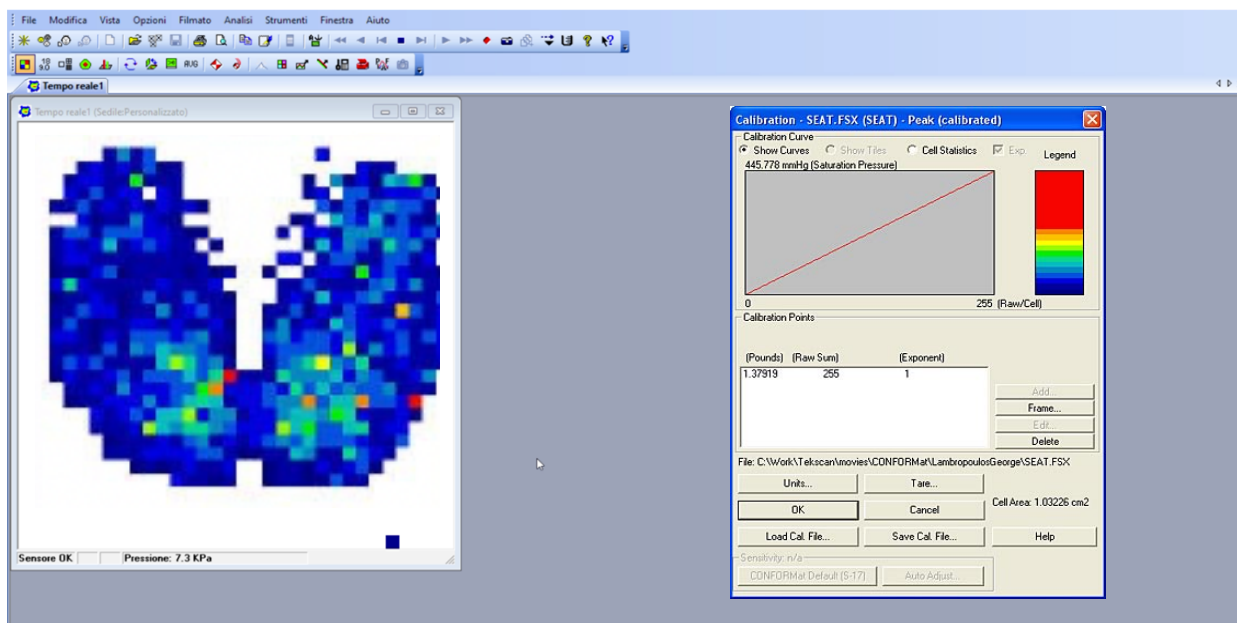 File Modifica Vista Opzioni Filmato Analisi Strumenti Finestra Aiuto
AVG
Tempo reale1
Tempo reale1 (Sedile:Personalizzato)
Sensore OK Pressione: 7.3 KPa
Calibration - SEAT.FSX (SEAT) - Peak (calibrated)
Calibration Curve
Show Curves Show Tiles Cell Statistics Exp Legend
445.778 mmHg (Saturation Pressure)
0 255 (Raw/Cell)
Calibration Points
(Pounds) (Raw Sum) (Exponent)
1.37919 255 1
Add...
Frame...
Edit...
Delete
File: C:\Work\Tekscan\movies\CONFORMat\LambropoulosGeorge\SEAT.FSX
Units... Tare...
OK Cancel Cell Area: 1.03226 cm2
Load Cal. File... Save Cal. File... Help
Sensitivity: n/a
CONFORMat Default (S-17) Auto Adjust...